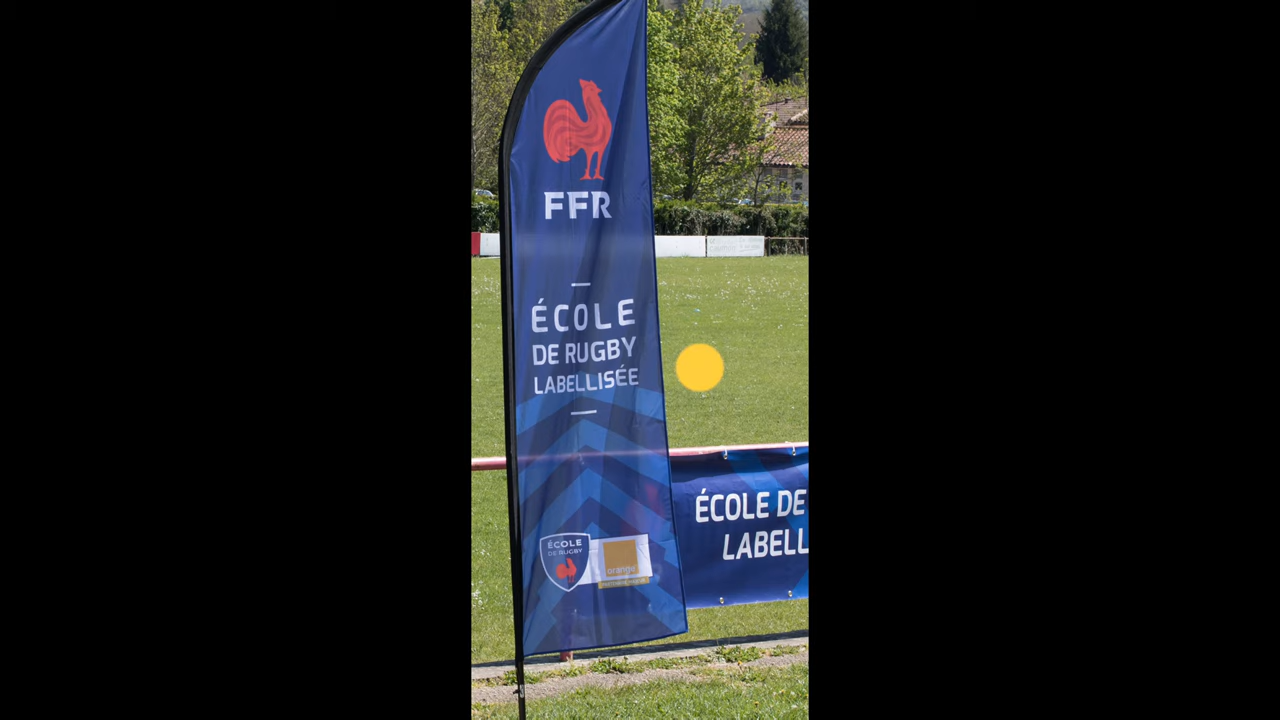 FFR
ÉCOLE
DE RUGBY
LABELLISÉE
ÉCOLE
DE RUGBY
orange
ÉCOLE DE
LABELL